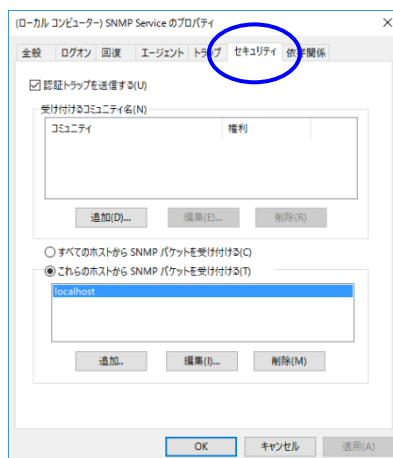 (ローカル コンピューター) SNMP Service のプロパティ
全般 ログオン 回復 エージェント トラップ セキュリティ 依存関係
認証トラップを送信する(U)
受け付けるコミュニティ名(N)
コミュニティ 権利
追加(D)... 編集(E)... 削除(R)
すべてのホストから SNMP パケットを受け付ける(C)
これらのホストから SNMP パケットを受け付ける(T)
localhost
追加.. 編集(I)... 削除(M)
OK キャンセル 適用(A)